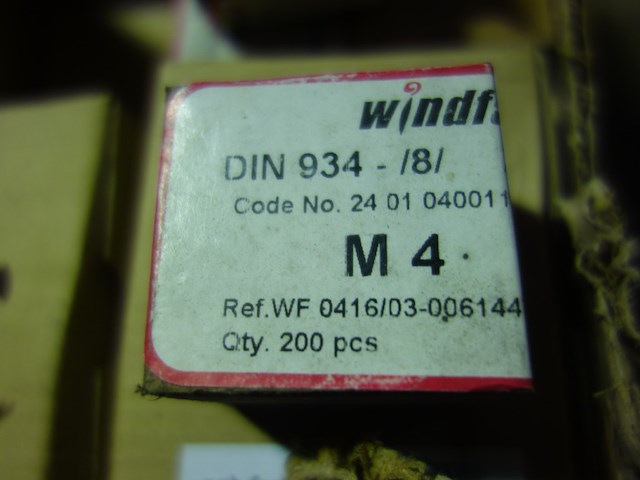 windf
DIN 934 - /8/
Code No. 24 01 040011
M 4
Ref.WF 0416/03-006144
Qty. 200 pcs